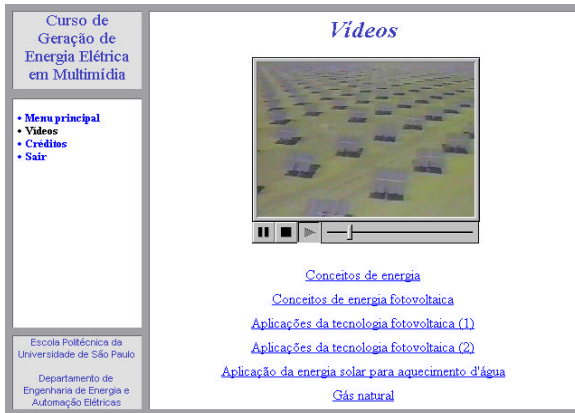 Curso de
Geração de
Energia Elétrica
em Multimídia
• Menu principal
• Vídeos
• Créditos
• Sair
Escola Politécnica da
Universidade de São Paulo
Departamento de
Engenharia de Energia e
Automação Elétricas
Vídeos
Conceitos de energia
Conceitos de energia fotovoltaica
Aplicações da tecnologia fotovoltaica (1)
Aplicações da tecnologia fotovoltaica (2)
Aplicação da energia solar para aquecimento d'água
Gás natural